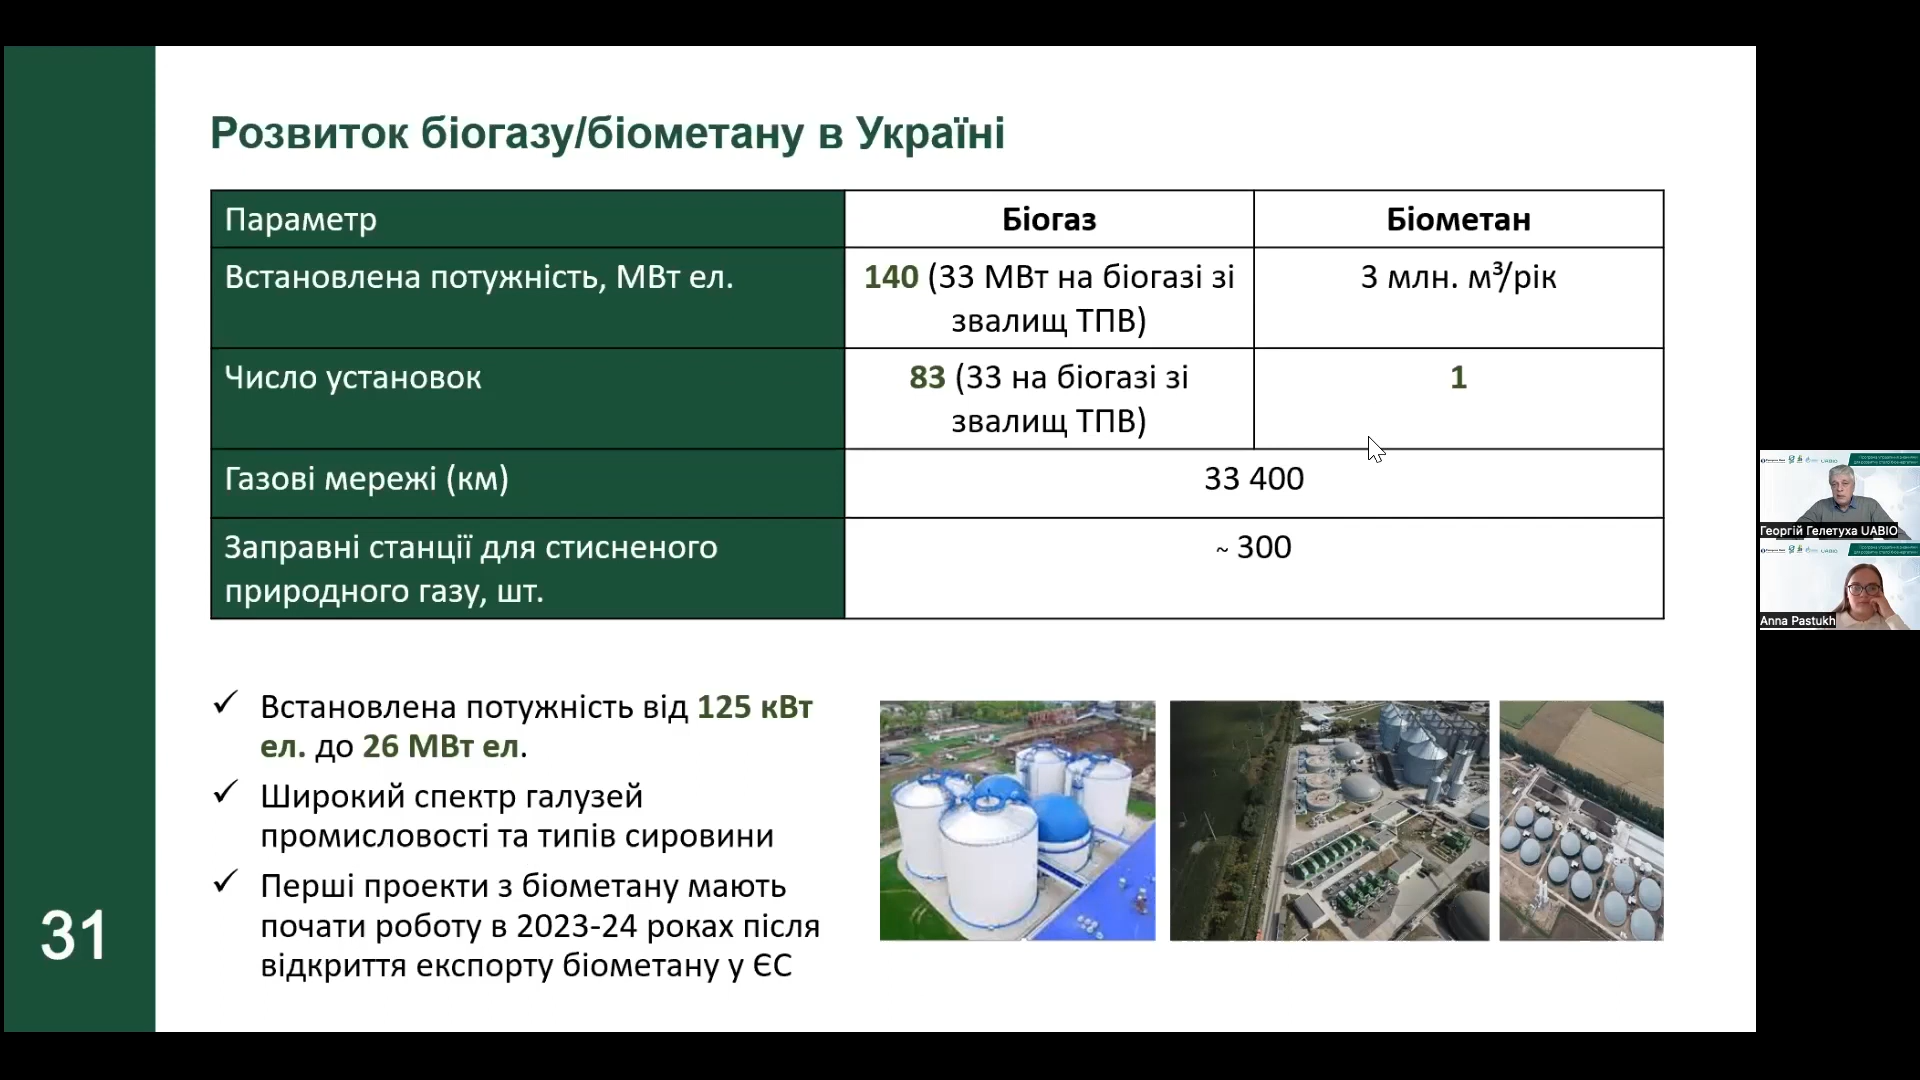 Розвиток біогазу/біометану в Україні
Параметр
Біогаз
Біометан
Встановлена потужність, МВт ел.
140 (33 МВт на біогазі зі
звалищ ТПВ)
3 млн. м³/рік
Число установок
83 (33 на біогазі зі
звалищ ТПВ)
1
Газові мережі (км)
33 400
Заправні станції для стисненого
природного газу, шт.
~ 300
✓ Встановлена потужність від 125 кВт
ел. до 26 МВт ел.
✓ Широкий спектр галузей
промисловості та типів сировини
✓ Перші проекти з біометану мають
почати роботу в 2023-24 роках після
відкриття експорту біометану у ЄС
31
Георгій Гелетуха UABIO
Anna Pastukh